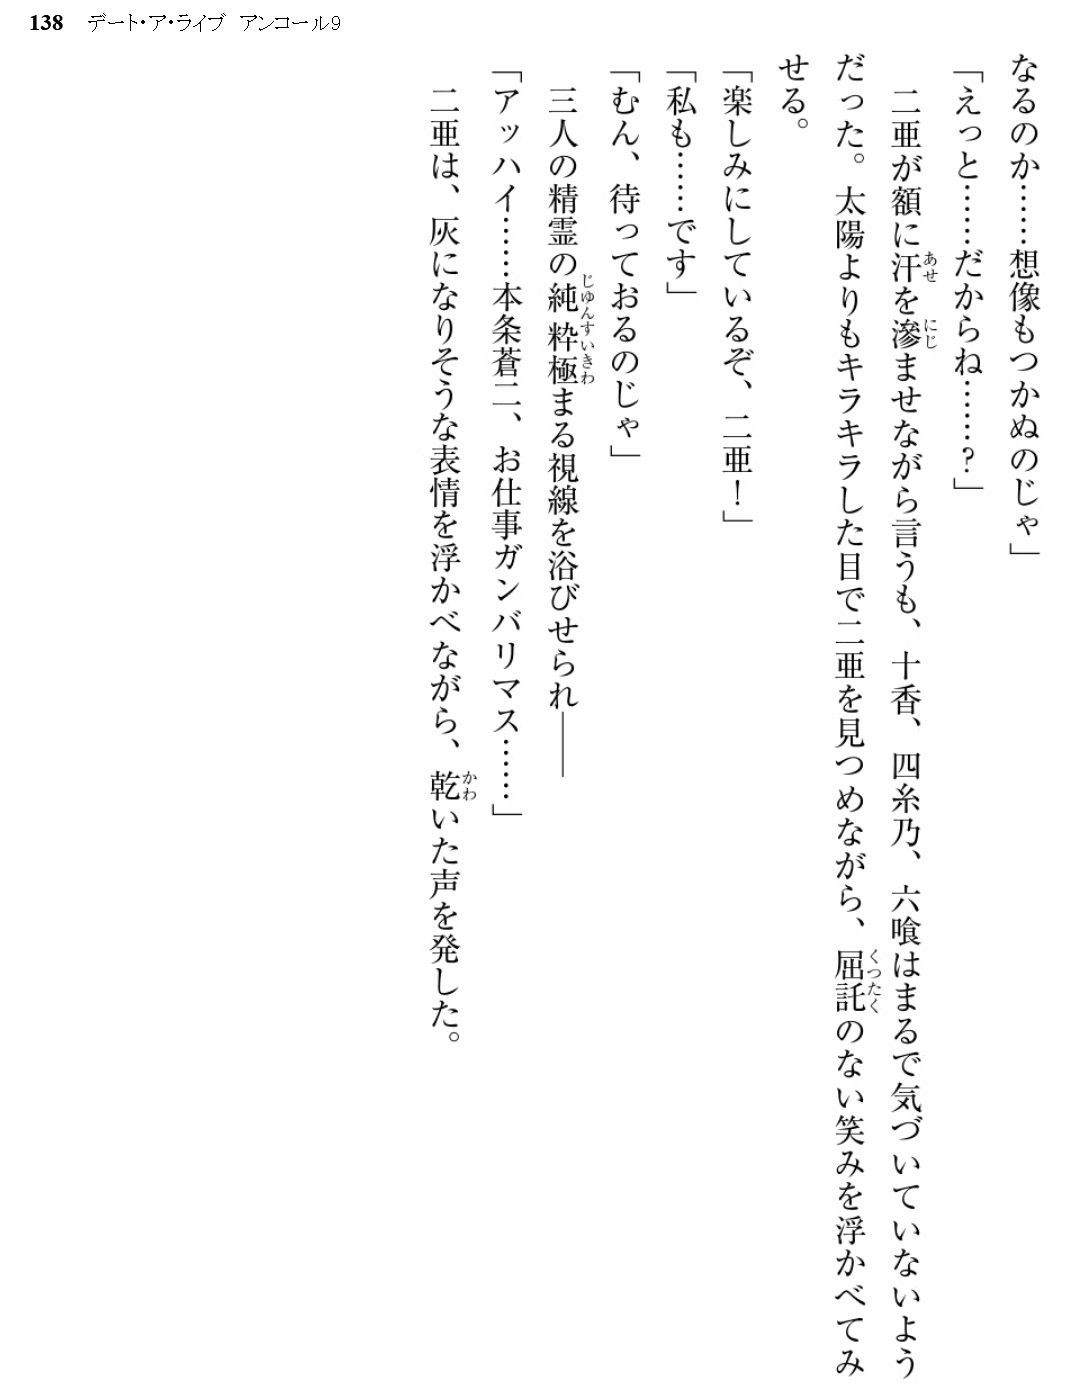 138 デート・ア・ライブ アンコール9
なるのか……想像もつかぬのじゃ」
「えっと……だからね……?」
二亜が額に汗を滲ませながら言うも、十香、四糸乃、六喰はまるで気づいていないよう
だった。太陽よりもキラキラした目で二亜を見つめながら、屈託のない笑みを浮かべてみ
せる。
「楽しみにしているぞ、二亜!」
「私も……です」
「むん、待っておるのじゃ」
三人の精霊の純粋極まる視線を浴びせられ――
「アッハイ……本条蒼二、お仕事ガンバリマス……」
二亜は、灰になりそうな表情を浮かべながら、乾いた声を発した。